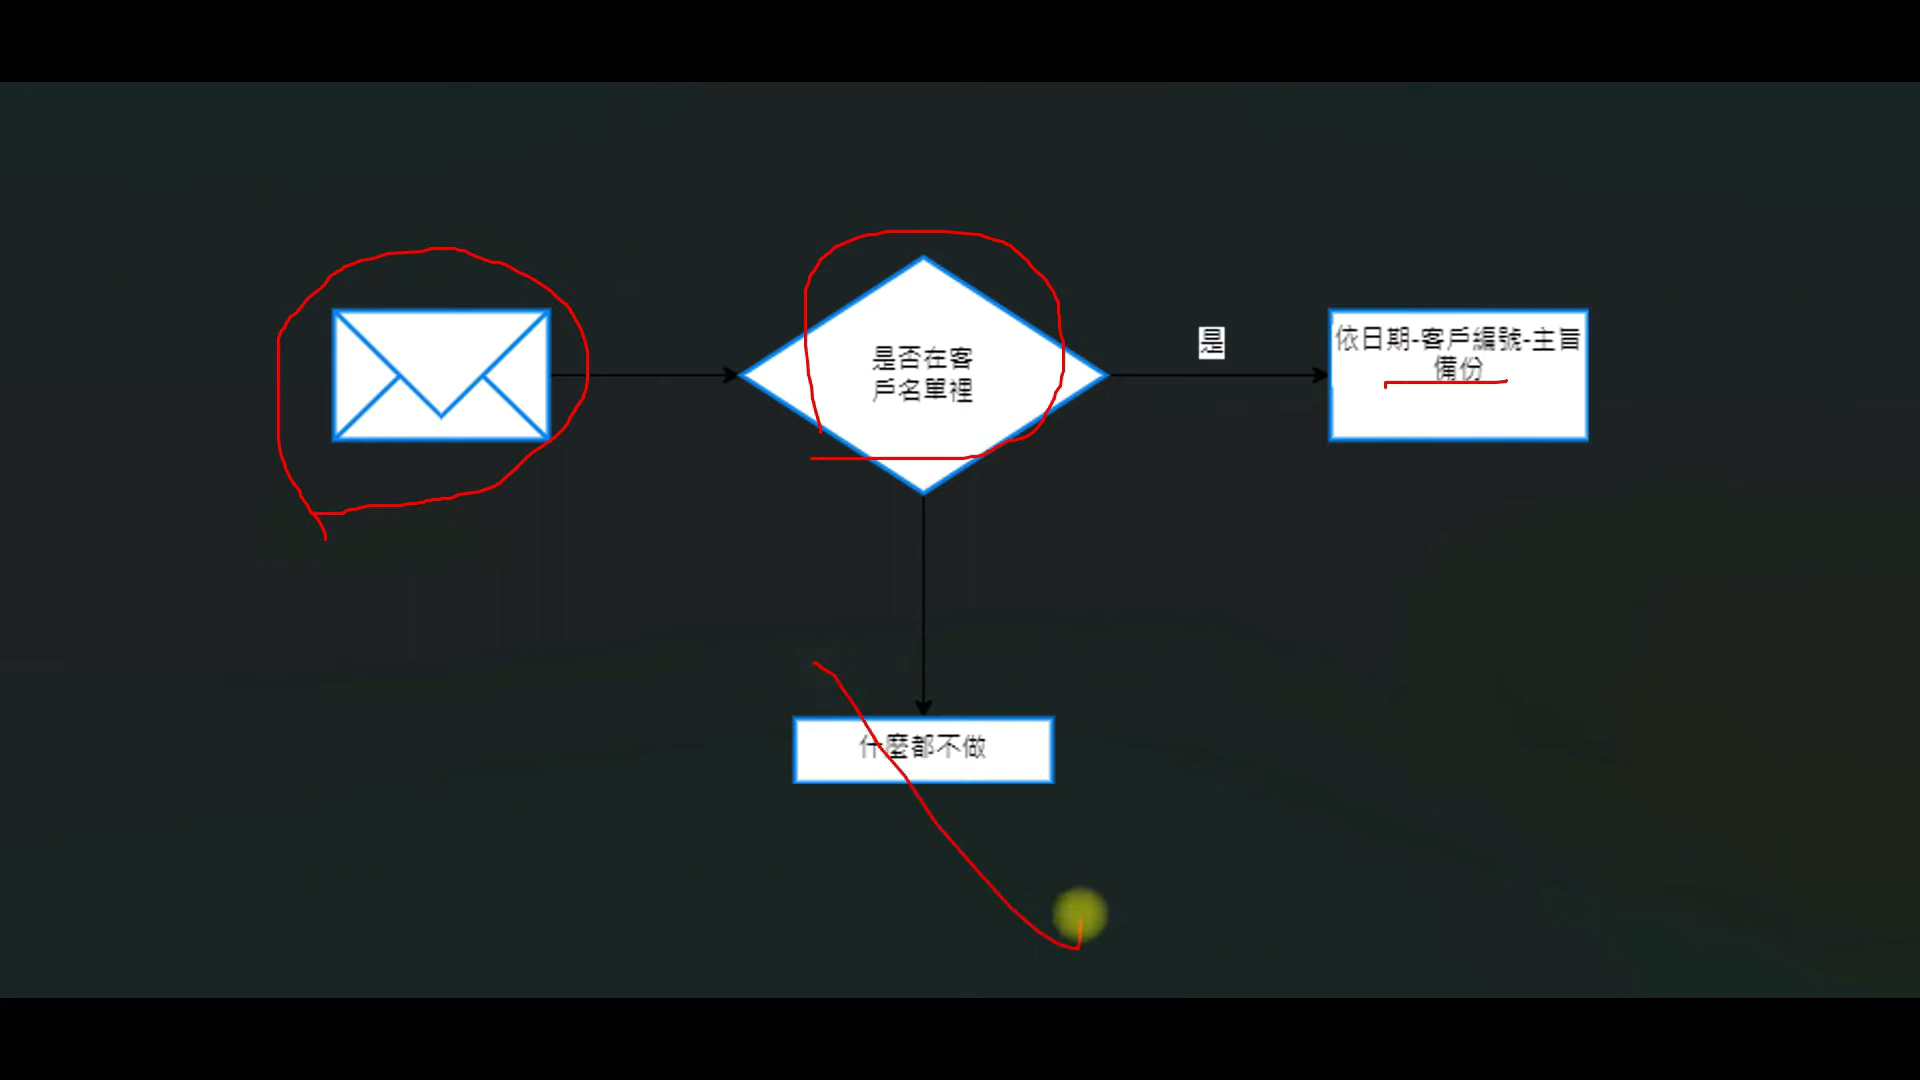 是否在客
戶名單裡
是
依日期-客戶編號-主旨
備份
什麼都不做